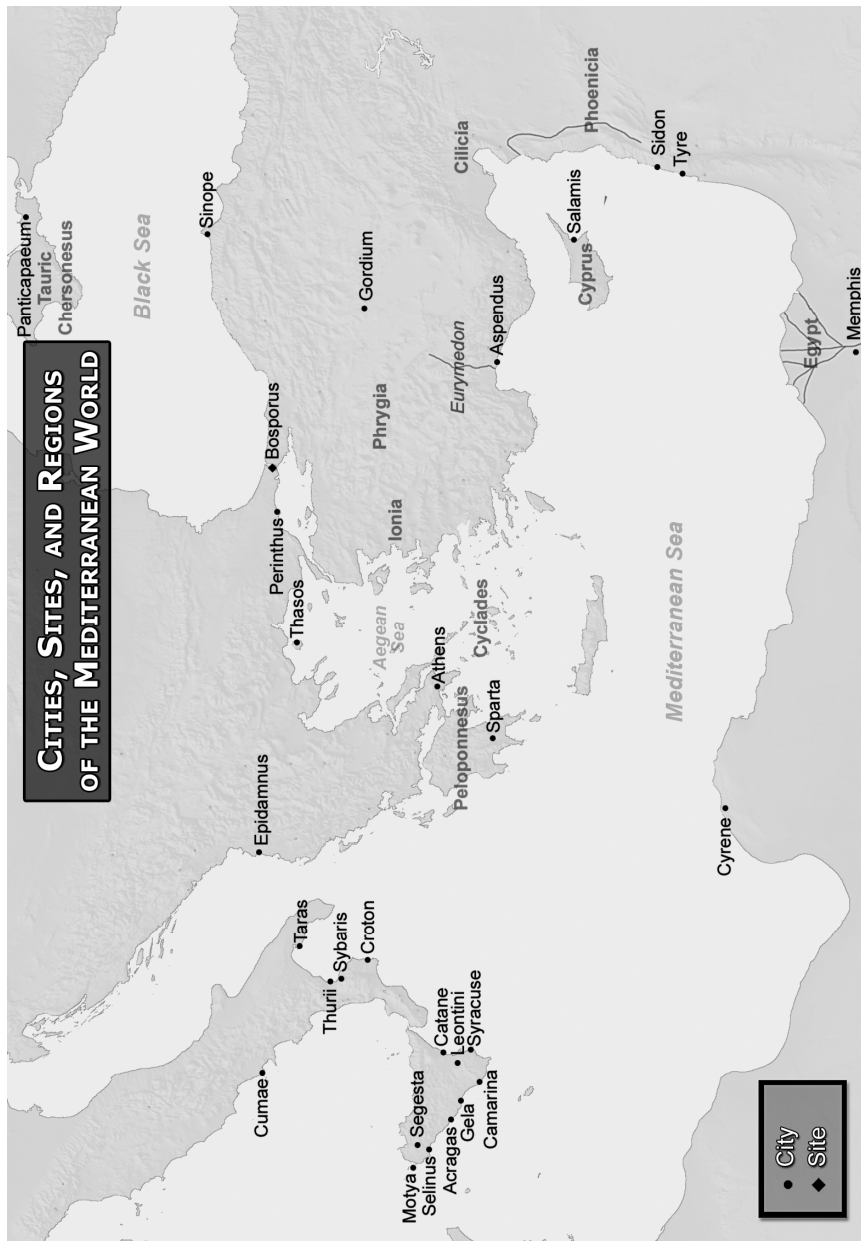 CITIES, SITES, AND REGIONS
OF THE MEDITERRANEAN WORLD
Panticapaeum
Tauric
Chersonesus
Black Sea
Sinope
Bosporus
Perinthus
Thasos
Epidamnus
Gordium
Phrygia
Ionia
Aegean
Sea
Eurymedon
Aspendus
Cilicia
Phoenicia
Sidon
Tyre
Salamis
Cyprus
Athens
Cyclades
Peloponnesus
Sparta
Taras
Thurii
Sybaris
Croton
Cumae
Catane
Leontini
Syracuse
Segesta
Motya
Selinus
Acragas
Gela
Camarina
Mediterranean Sea
Cyrene
Egypt
Memphis
City
Site